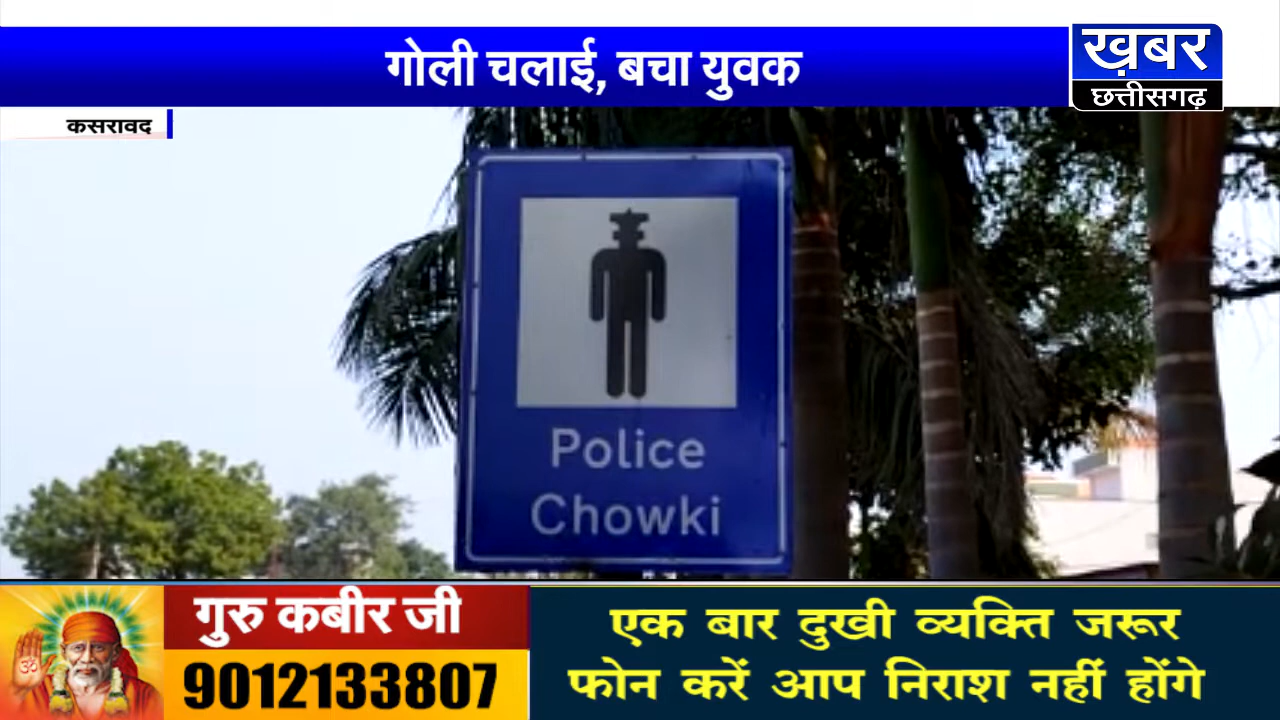 गोली चलाई, बचा युवक
ख़बर
छत्तीसगढ़
कसरावद
Police
Chowki
गुरु कबीर जी
9012133807
एक बार दुखी व्यक्ति जरूर
फोन करें आप निराश नहीं होंगे
ॐ